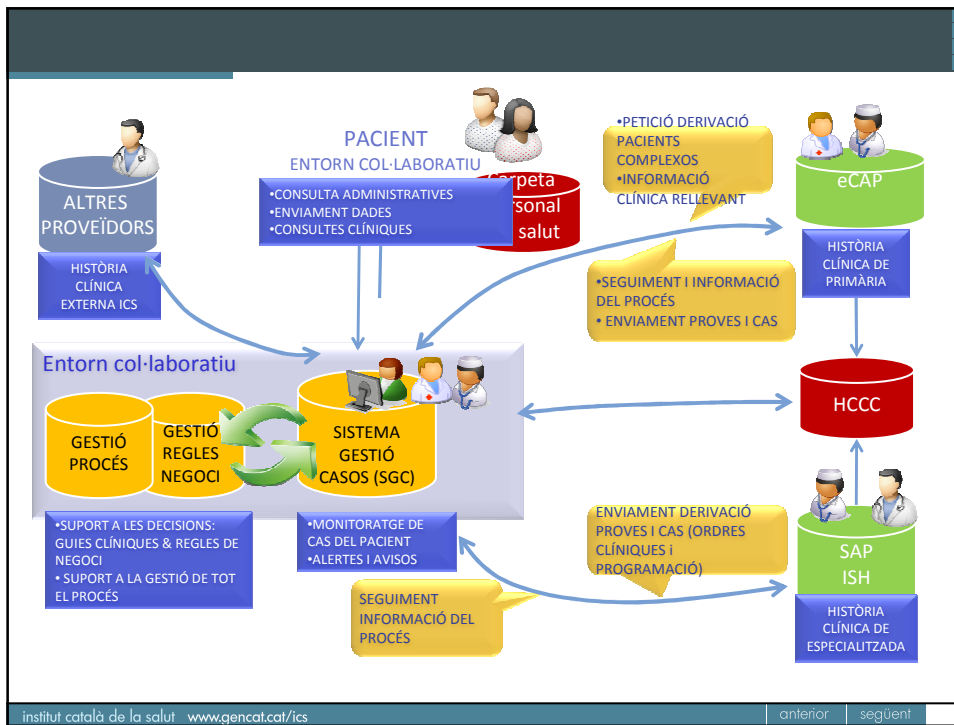 PACIENT
ENTORN COL·LABORATIU
•CONSULTA ADMINISTRATIVES
•ENVIAMENT DADES
•CONSULTES CLÍNIQUES
Carpeta
personal
salut
•PETICIÓ DERIVACIÓ
PACIENTS
COMPLEXOS
•INFORMACIÓ
CLÍNICA RELLEVANT
eCAP
HISTÒRIA
CLÍNICA DE
PRIMÀRIA
ALTRES
PROVEÏDORS
HISTÒRIA
CLÍNICA
EXTERNA ICS
•SEGUIMENT I INFORMACIÓ
DEL PROCÉS
• ENVIAMENT PROVES I CAS
Entorn col·laboratiu
GESTIÓ
PROCÉS
GESTIÓ
REGLES
NEGOCI
SISTEMA
GESTIÓ
CASOS (SGC)
HCCC
•SUPORT A LES DECISIONS:
GUIES CLÍNIQUES & REGLES DE
NEGOCI
• SUPORT A LA GESTIÓ DE TOT
EL PROCÉS
•MONITORATGE DE
CAS DEL PACIENT
•ALERTES I AVISOS
ENVIAMENT DERIVACIÓ
PROVES I CAS (ORDRES
CLÍNIQUES i
PROGRAMACIÓ)
SEGUIMENT
INFORMACIÓ DEL
PROCÉS
SAP
ISH
HISTÒRIA
CLÍNICA DE
ESPECIALITZADA
institut català de la salut www.gencat.cat/ics
anterior
següent